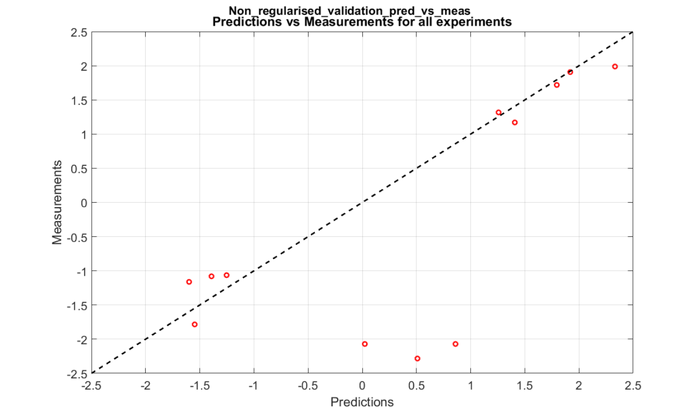 Non_regularised_validation_pred_vs_meas
Predictions vs Measurements for all experiments
2.5
2
1.5
1
0.5
0
-0.5
-1
-1.5
-2
-2.5
Measurements
-2.5 -2 -1.5 -1 -0.5 0 0.5 1 1.5 2 2.5
Predictions